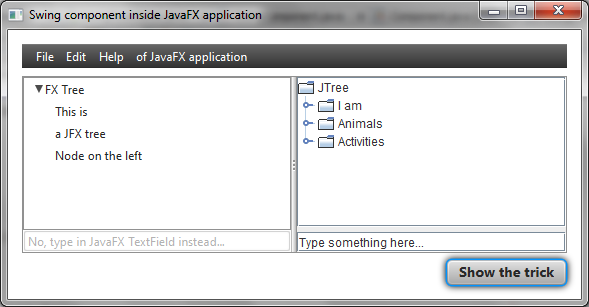 Swing component inside JavaFX application
File Edit Help of JavaFX application
FX Tree
This is
a JFX tree
Node on the left
No, type in JavaFX TextField instead...
JTree
I am
Animals
Activities
Type something here...
Show the trick